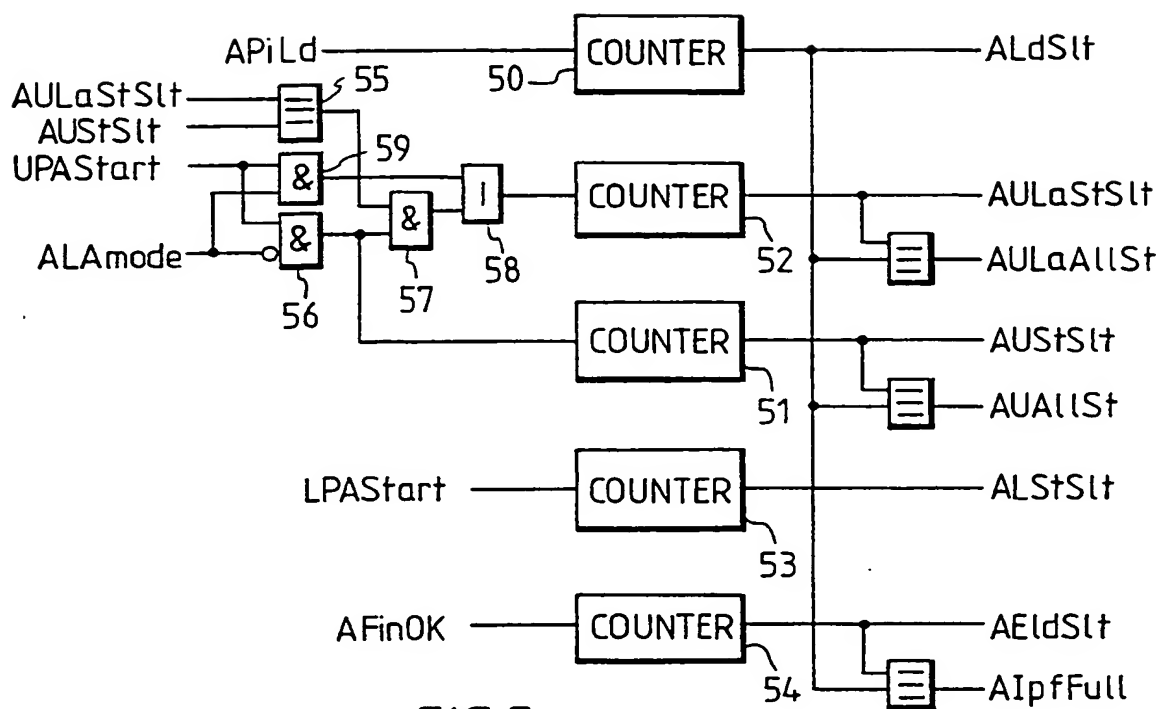 APiLd
COUNTER
50
ALdSlt
AULaStSlt
55
AUStSlt
UPAStart
&
59
|
58
COUNTER
52
AULaStSlt
AULaAllSt
ALAmode
&
56
&
57
COUNTER
51
AUStSlt
AUAllSt
LPAStart
COUNTER
53
ALStSlt
AFinOK
COUNTER
54
AEldSlt
AIpfFull